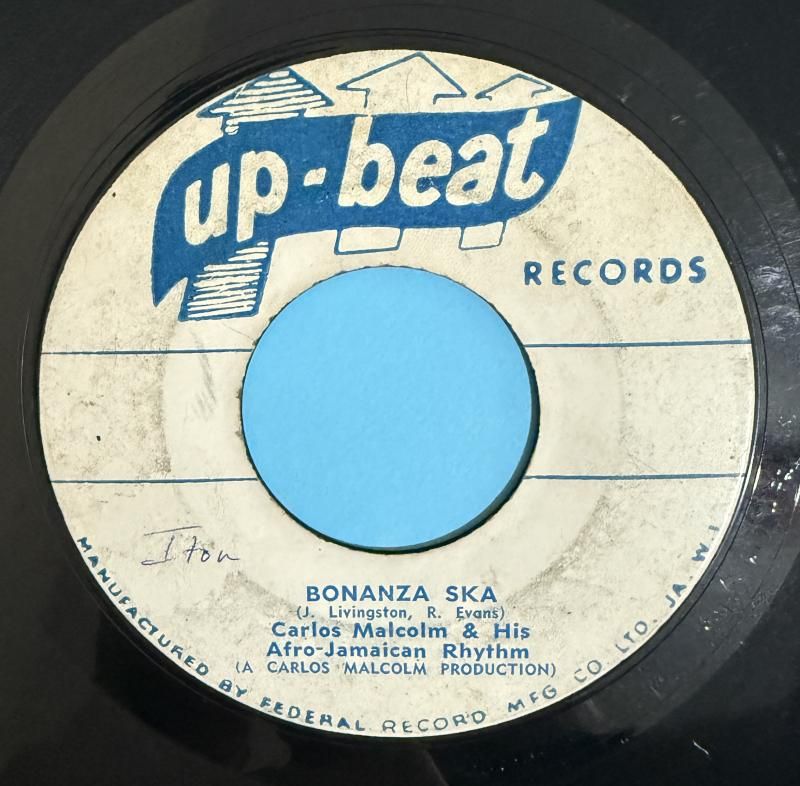 up-beat
RECORDS
Iton
BONANZA SKA
(J. Livingston, R. Evans)
Carlos Malcolm & His
Afro-Jamaican Rhythm
(A CARLOS MALCOLM PRODUCTION)
MANUFACTURED BY FEDERAL RECORD MFG CO LTD. JA. W.I.